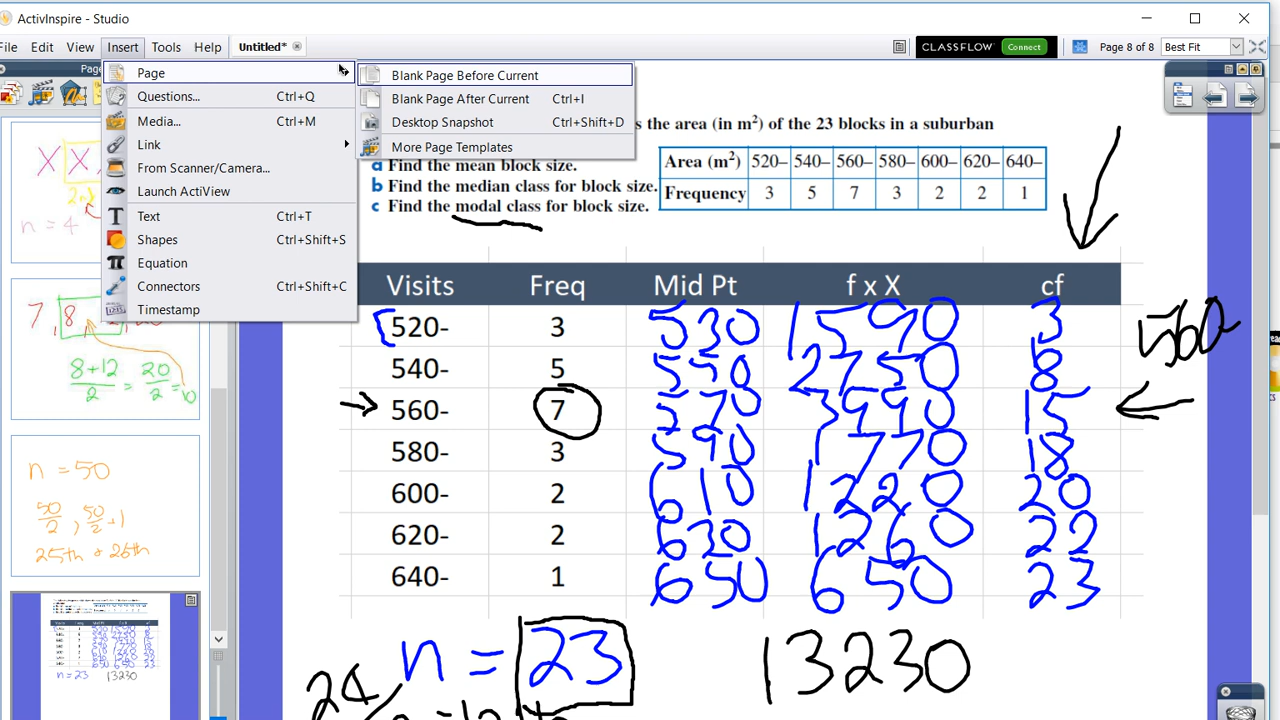 ActivInspire - Studio
File Edit View Insert Tools Help Untitled*
CLASSFLOW Connect Page 8 of 8 Best Fit
Page
Questions... Ctrl+Q
Media... Ctrl+M
Link
From Scanner/Camera...
Launch ActiView
Text Ctrl+T
Shapes Ctrl+Shift+S
Equation
Connectors Ctrl+Shift+C
Timestamp
Blank Page Before Current
Blank Page After Current Ctrl+I
Desktop Snapshot Ctrl+Shift+D
More Page Templates
s the area (in m²) of the 23 blocks in a suburban
a Find the mean block size.
b Find the median class for block size.
c Find the modal class for block size.
Area (m²) 520– 540– 560– 580– 600– 620– 640–
Frequency 3 5 7 3 2 2 1
Visits Freq Mid Pt f x X cf
520- 3 530 1590 3
540- 5 550 2750 8
560- 7 570 3990 15
580- 3 590 1770 18
600- 2 610 1220 20
620- 2 630 1260 22
640- 1 650 650 23
560-
n = 23 13230
24
n = 4
7, 8
8+12/2 = 20/2 = 10
n = 50
50/2, 50/2 + 1
25th + 26th
n = 23 13230